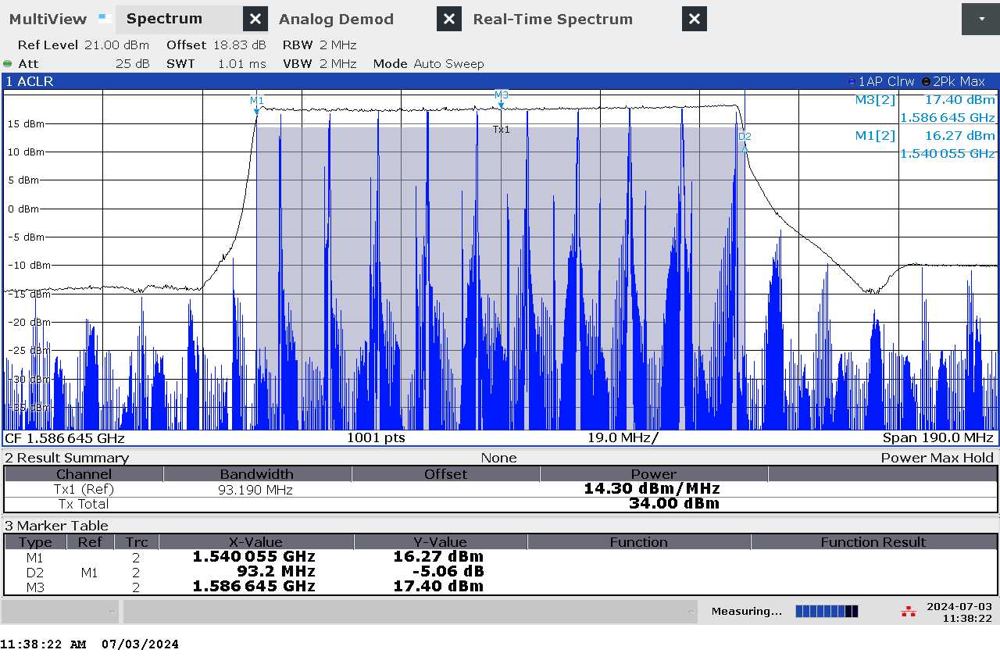 MultiView Spectrum Analog Demod Real-Time Spectrum
Ref Level 21.00 dBm Offset 18.83 dB RBW 2 MHz
Att 25 dB SWT 1.01 ms VBW 2 MHz Mode Auto Sweep
1 ACLR 1AP Clrw 2Pk Max
M3[2] 17.40 dBm
1.586 645 GHz
M1[2] 16.27 dBm
1.540 055 GHz
M1
M3
Tx1
D2
15 dBm
10 dBm
5 dBm
0 dBm
-5 dBm
-10 dBm
-15 dBm
-20 dBm
-25 dBm
-30 dBm
-35 dBm
CF 1.586 645 GHz 1001 pts 19.0 MHz/ Span 190.0 MHz
2 Result Summary None Power Max Hold
Channel Bandwidth Offset Power
Tx1 (Ref) 93.190 MHz 14.30 dBm/MHz
Tx Total 34.00 dBm
3 Marker Table
Type Ref Trc X-Value Y-Value Function Function Result
M1 2 1.540 055 GHz 16.27 dBm
D2 M1 2 93.2 MHz -5.06 dB
M3 2 1.586 645 GHz 17.40 dBm
Measuring... 2024-07-03
11:38:22
11:38:22 AM 07/03/2024